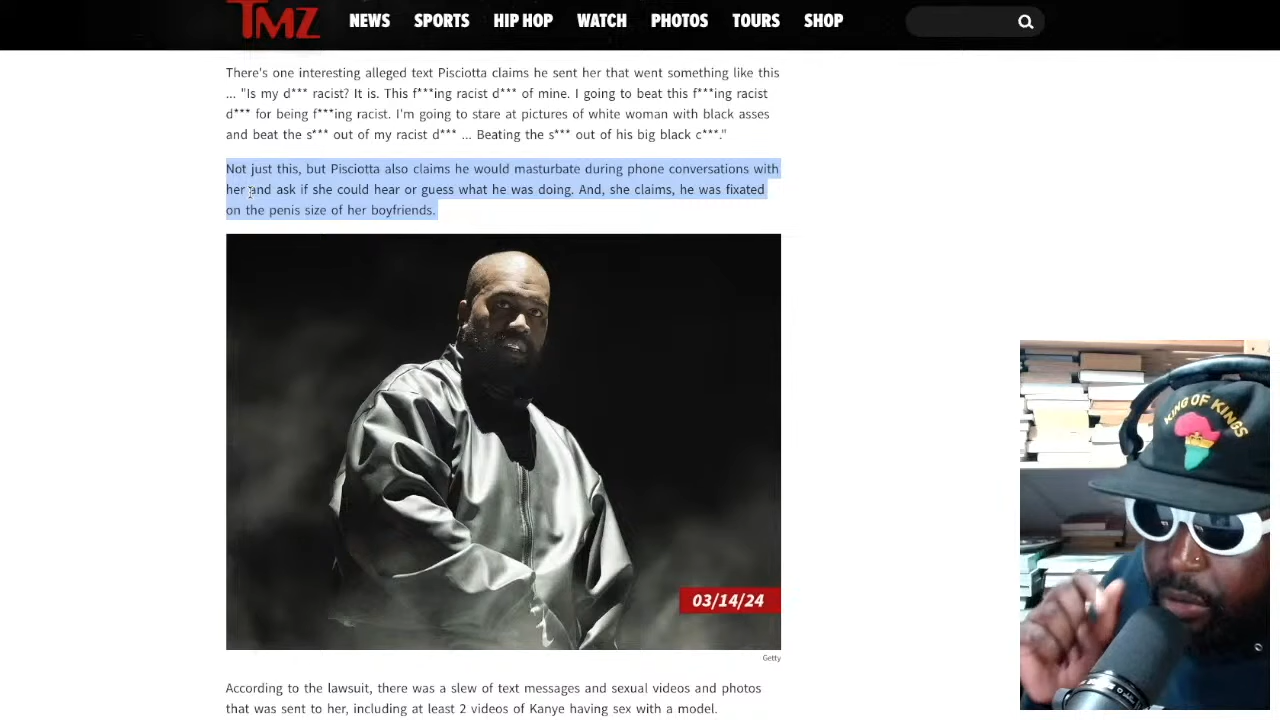 TMZ NEWS SPORTS HIP HOP WATCH PHOTOS TOURS SHOP
There's one interesting alleged text Pisciotta claims he sent her that went something like this
... "Is my d*** racist? It is. This f***ing racist d*** of mine. I going to beat this f***ing racist
d*** for being f***ing racist. I'm going to stare at pictures of white woman with black asses
and beat the s*** out of my racist d*** ... Beating the s*** out of his big black c***."
Not just this, but Pisciotta also claims he would masturbate during phone conversations with
her and ask if she could hear or guess what he was doing. And, she claims, he was fixated
on the penis size of her boyfriends.
KING OF KINGS
03/14/24
Getty
According to the lawsuit, there was a slew of text messages and sexual videos and photos
that was sent to her, including at least 2 videos of Kanye having sex with a model.